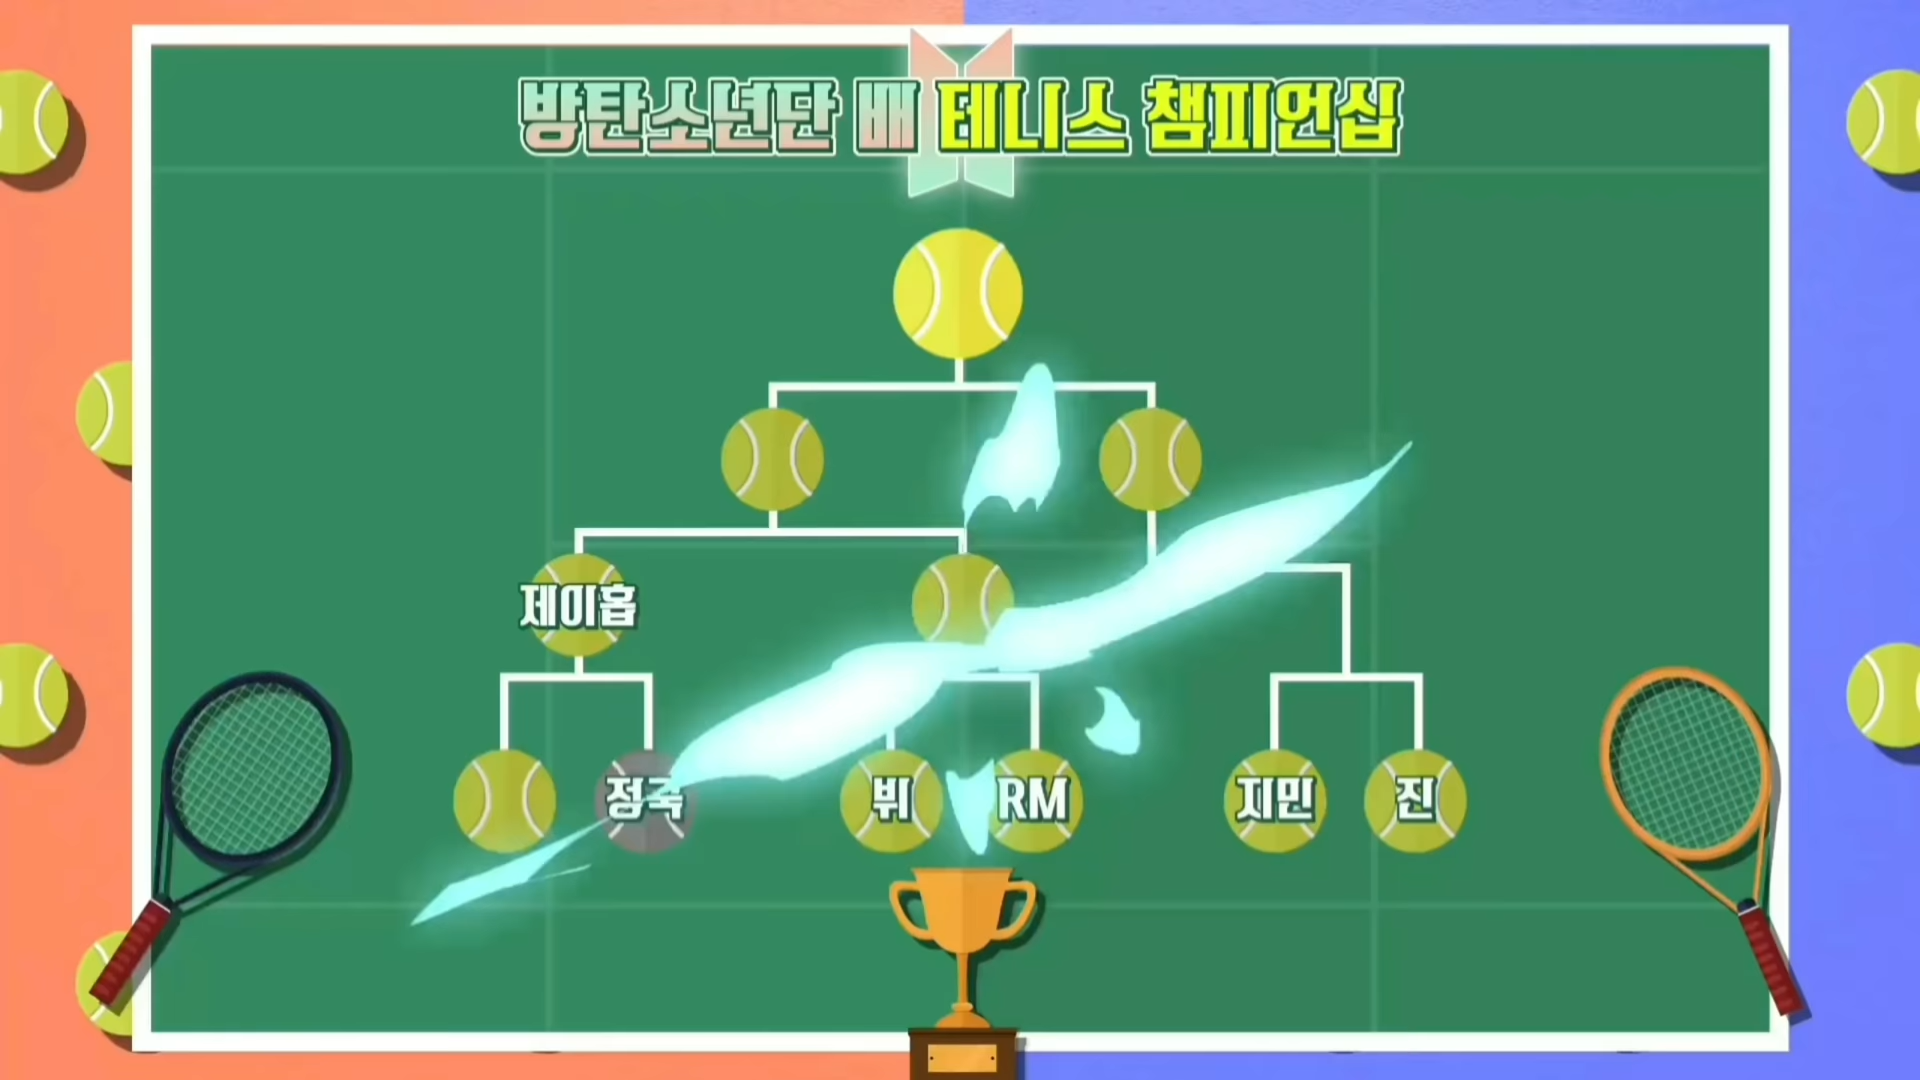 방탄소년단 배 테니스 챔피언십
제이홉
정국
뷔
RM
지민
진